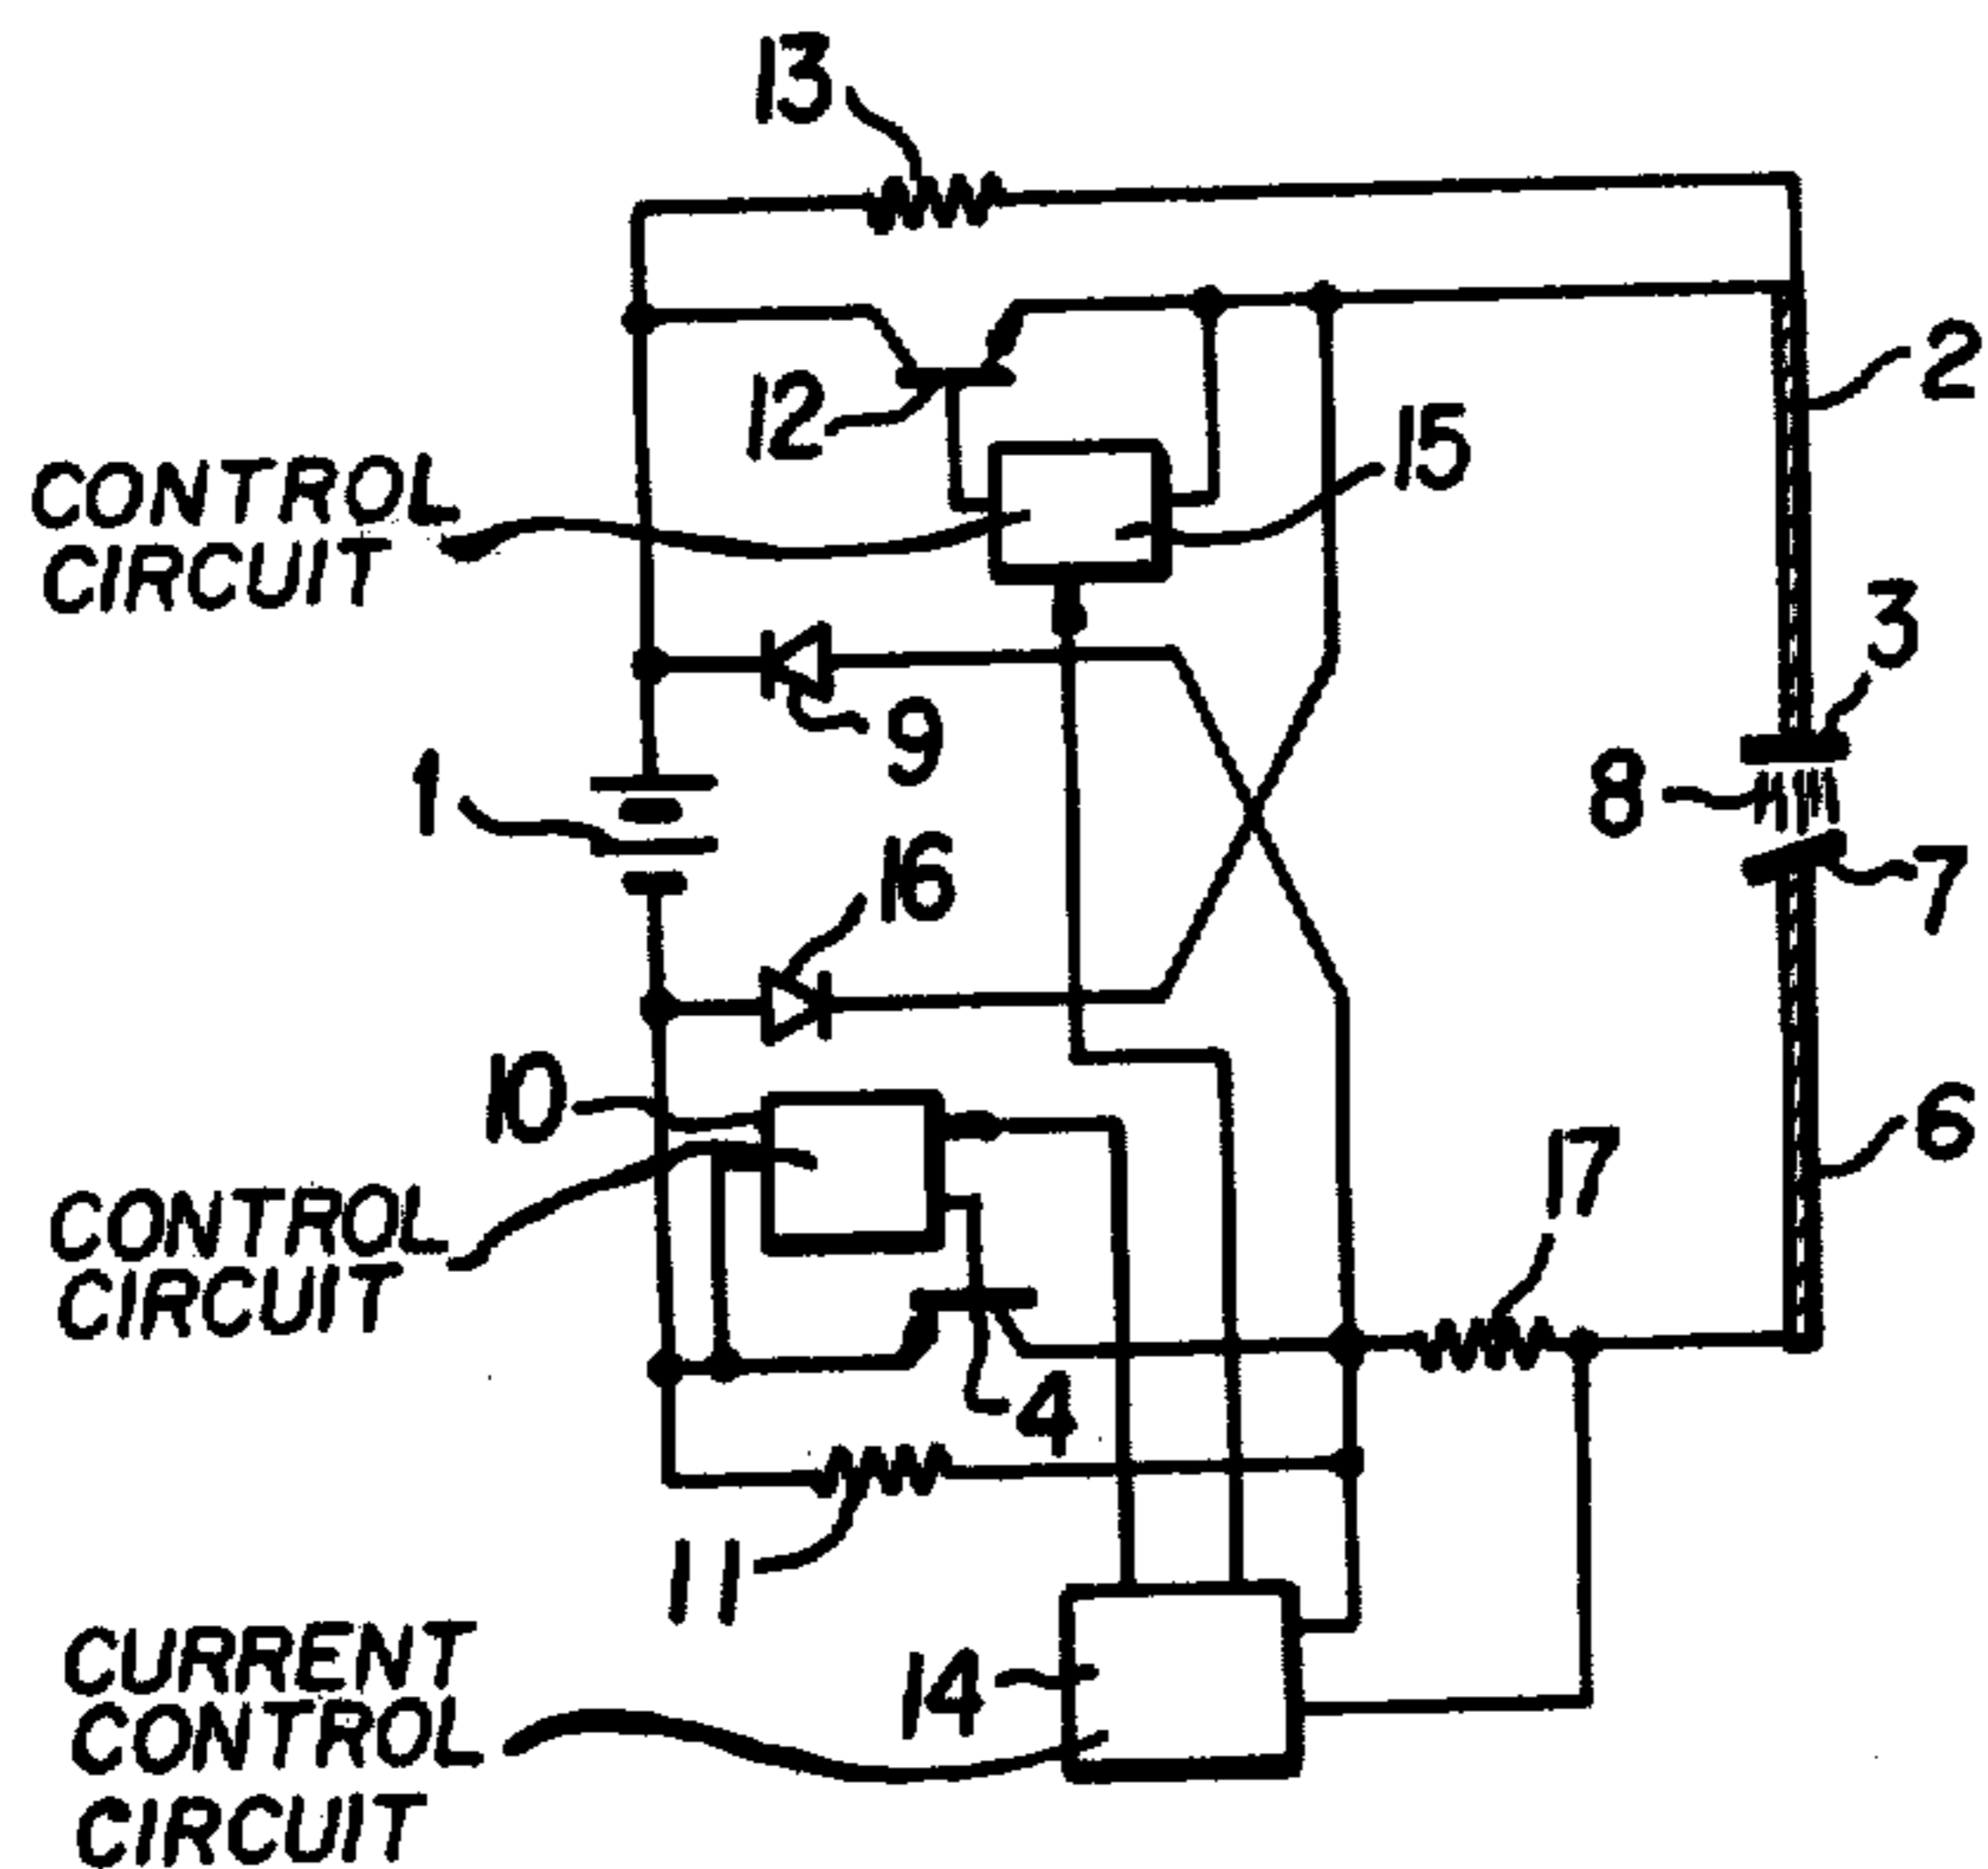 13
2
12
15
CONTROL
CIRCUIT
3
9
1
8
16
7
10
6
17
CONTROL
CIRCUIT
4
11
14
CURRENT
CONTROL
CIRCUIT